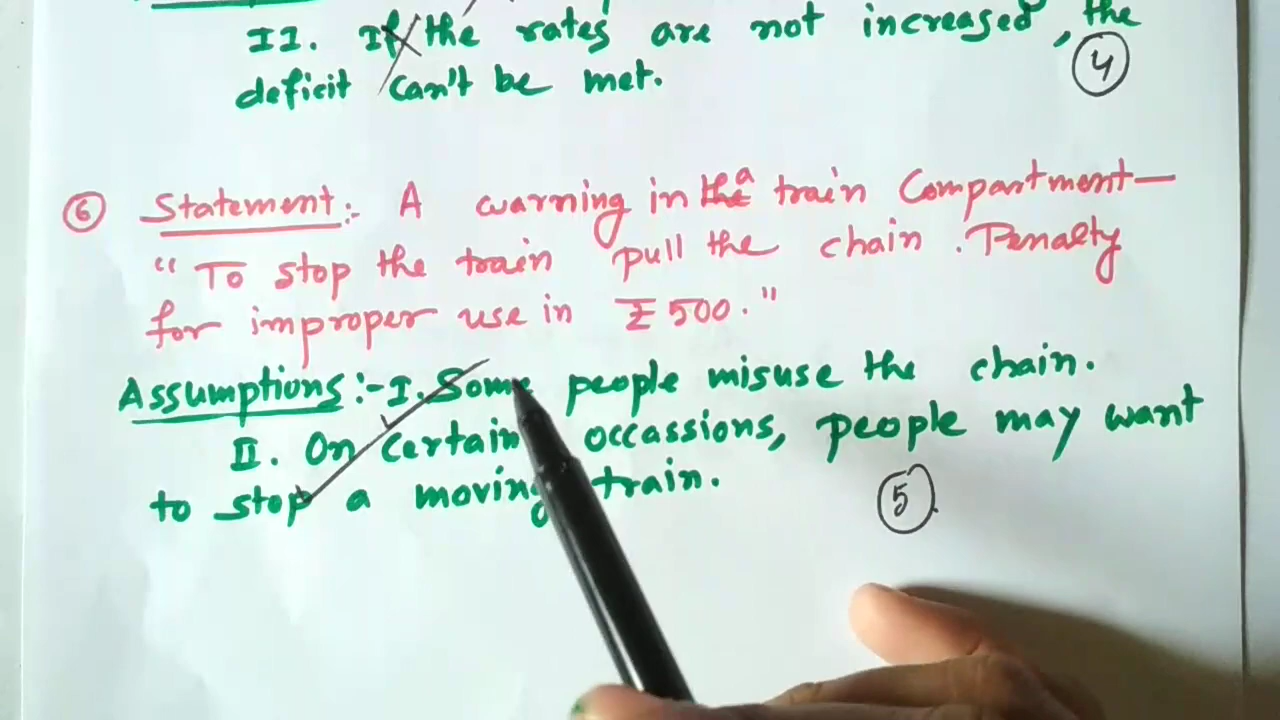 II. If the rates are not increased, the
deficit can't be met.
4
6 Statement:- A warning in the a train Compartment—
"To stop the train pull the chain. Penalty
for improper use in ₹500."
Assumptions:- I. Some people misuse the chain.
II. On certain occassions, people may want
to stop a moving train.
5.